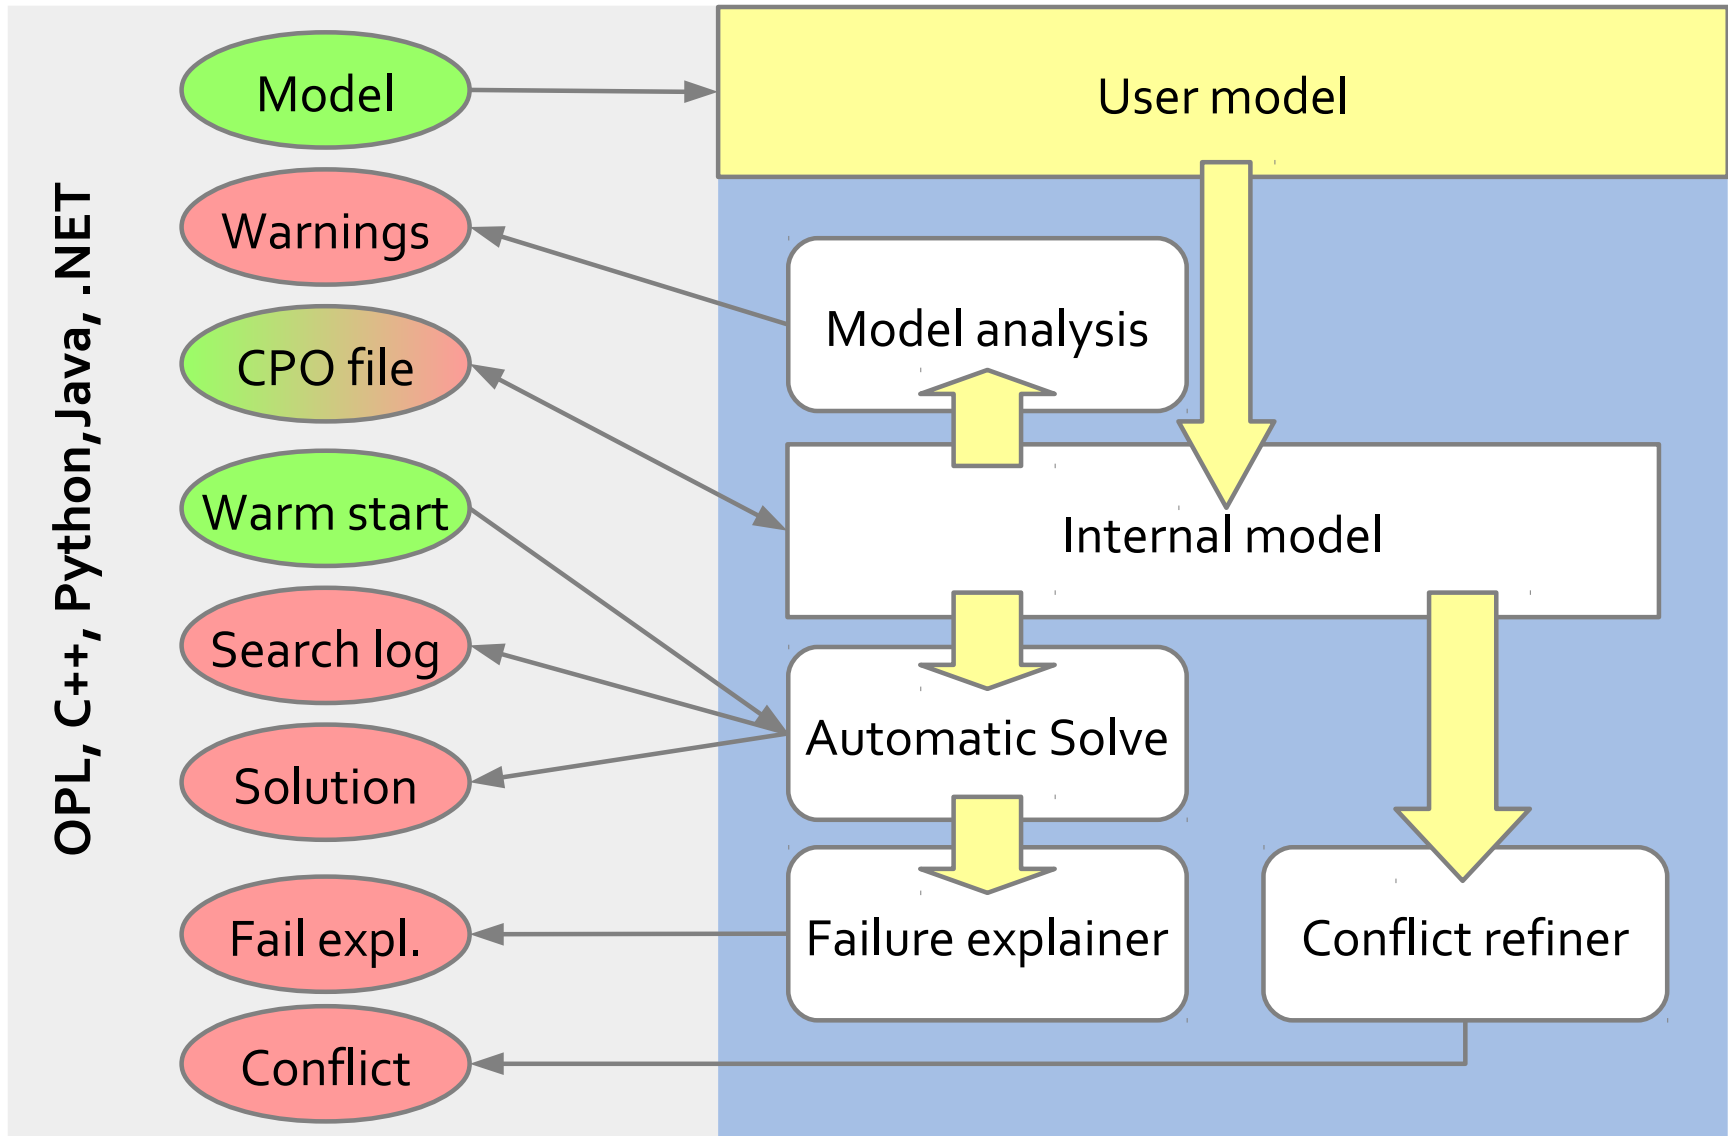 OPL, C++, Python,Java, .NET
Model
User model
Warnings
Model analysis
CPO file
Warm start
Internal model
Search log
Automatic Solve
Solution
Fail expl.
Failure explainer
Conflict refiner
Conflict